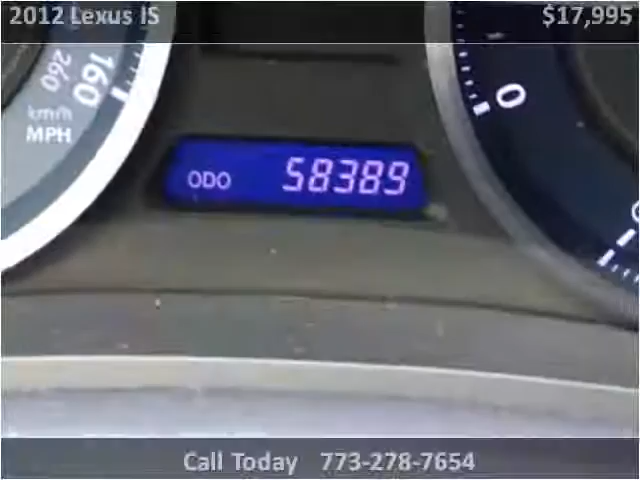 2012 Lexus IS $17,995
260 160
km/h
MPH
0
ODO 58389
Call Today 773-278-7654